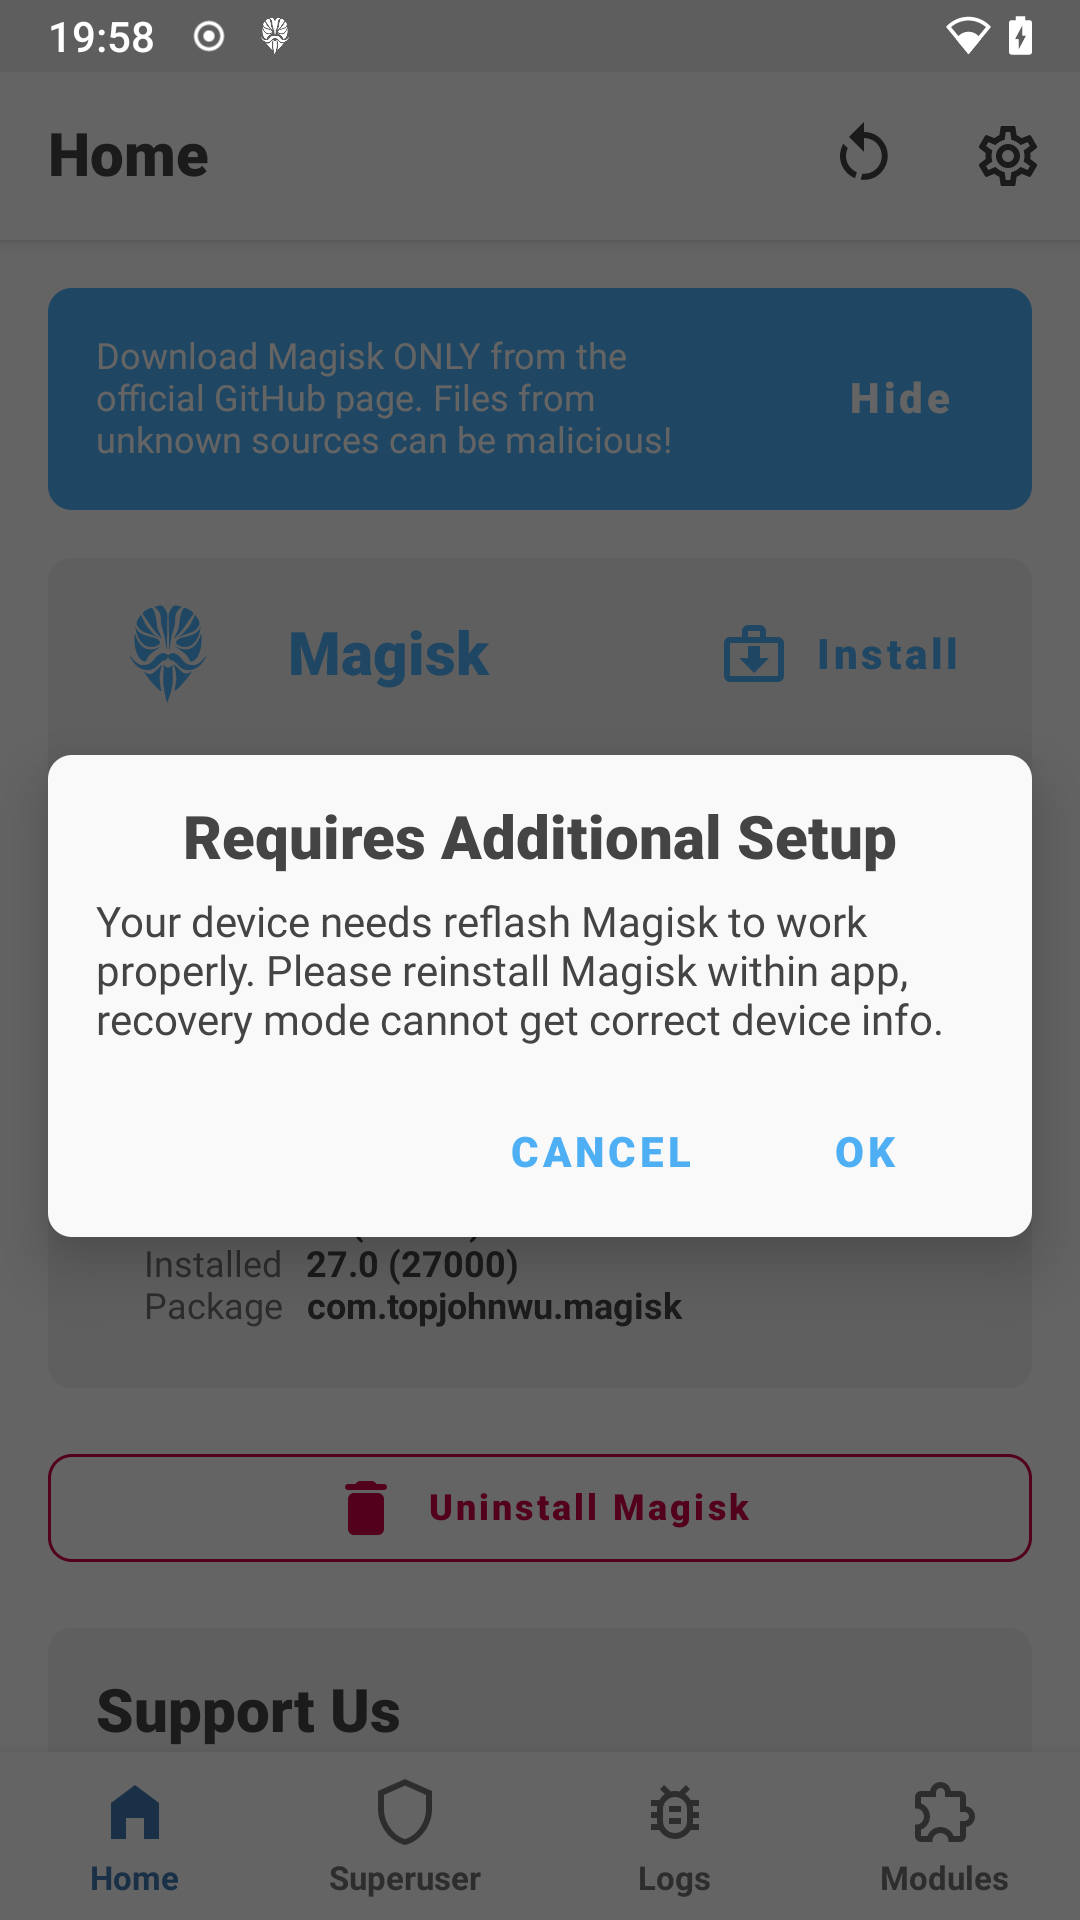 19:58
Home
Download Magisk ONLY from the
official GitHub page. Files from
unknown sources can be malicious!
Hide
Magisk
Install
Requires Additional Setup
Your device needs reflash Magisk to work
properly. Please reinstall Magisk within app,
recovery mode cannot get correct device info.
CANCEL
OK
Installed 27.0 (27000)
Package com.topjohnwu.magisk
Uninstall Magisk
Support Us
Home
Superuser
Logs
Modules